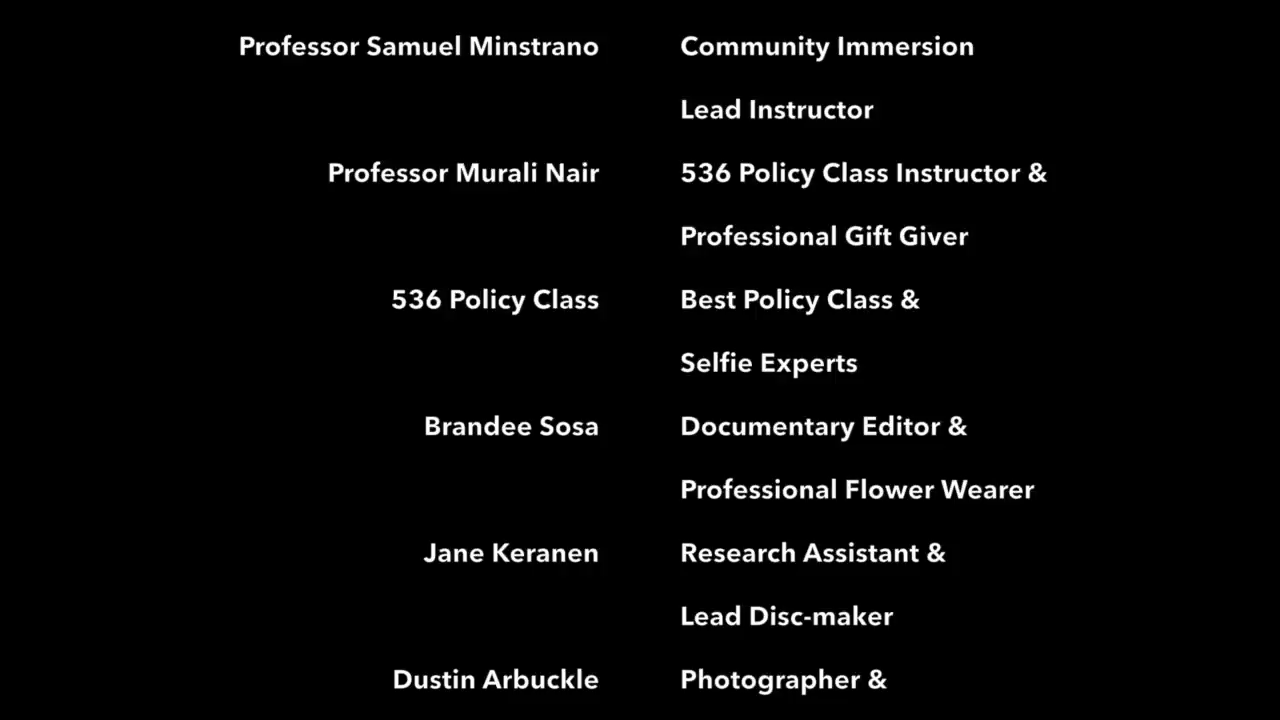 Professor Samuel Minstrano Community Immersion
Lead Instructor
Professor Murali Nair 536 Policy Class Instructor &
Professional Gift Giver
536 Policy Class Best Policy Class &
Selfie Experts
Brandee Sosa Documentary Editor &
Professional Flower Wearer
Jane Keranen Research Assistant &
Lead Disc-maker
Dustin Arbuckle Photographer &